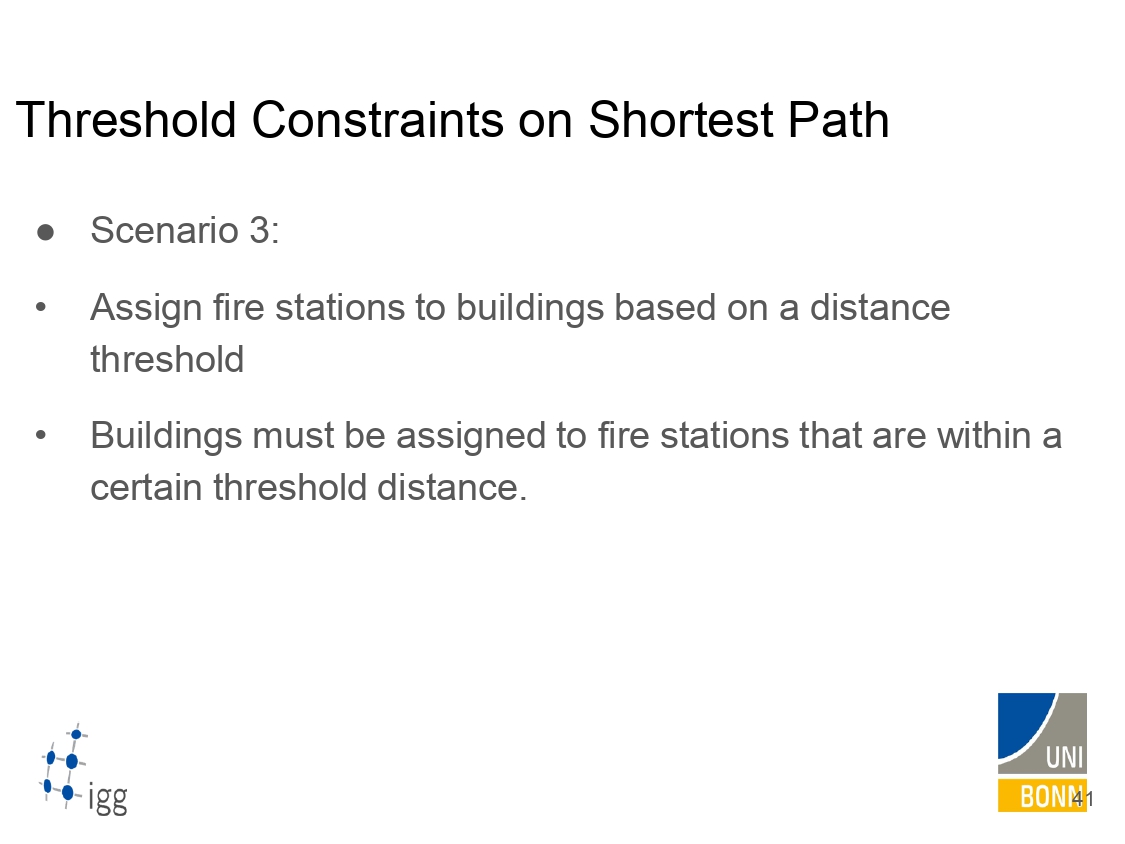 Threshold Constraints on Shortest Path
● Scenario 3:
• Assign fire stations to buildings based on a distance
threshold
• Buildings must be assigned to fire stations that are within a
certain threshold distance.
igg
UNI
BONN
41